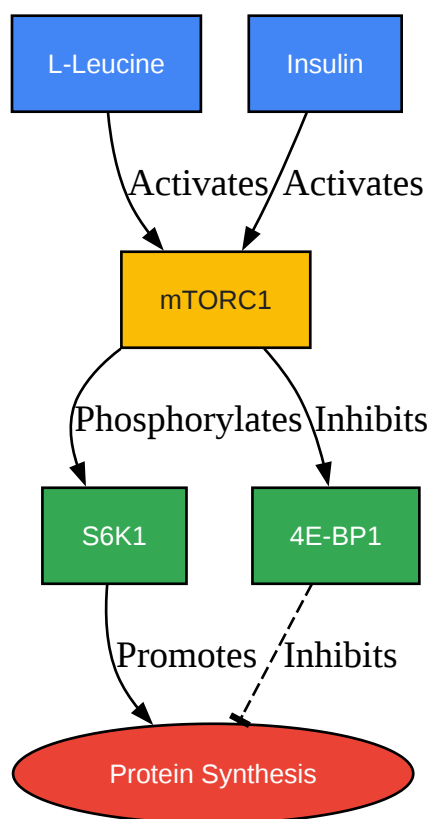 L-Leucine
Insulin
Activates
Activates
mTORC1
Phosphorylates
Inhibits
S6K1
4E-BP1
Promotes
Inhibits
Protein Synthesis